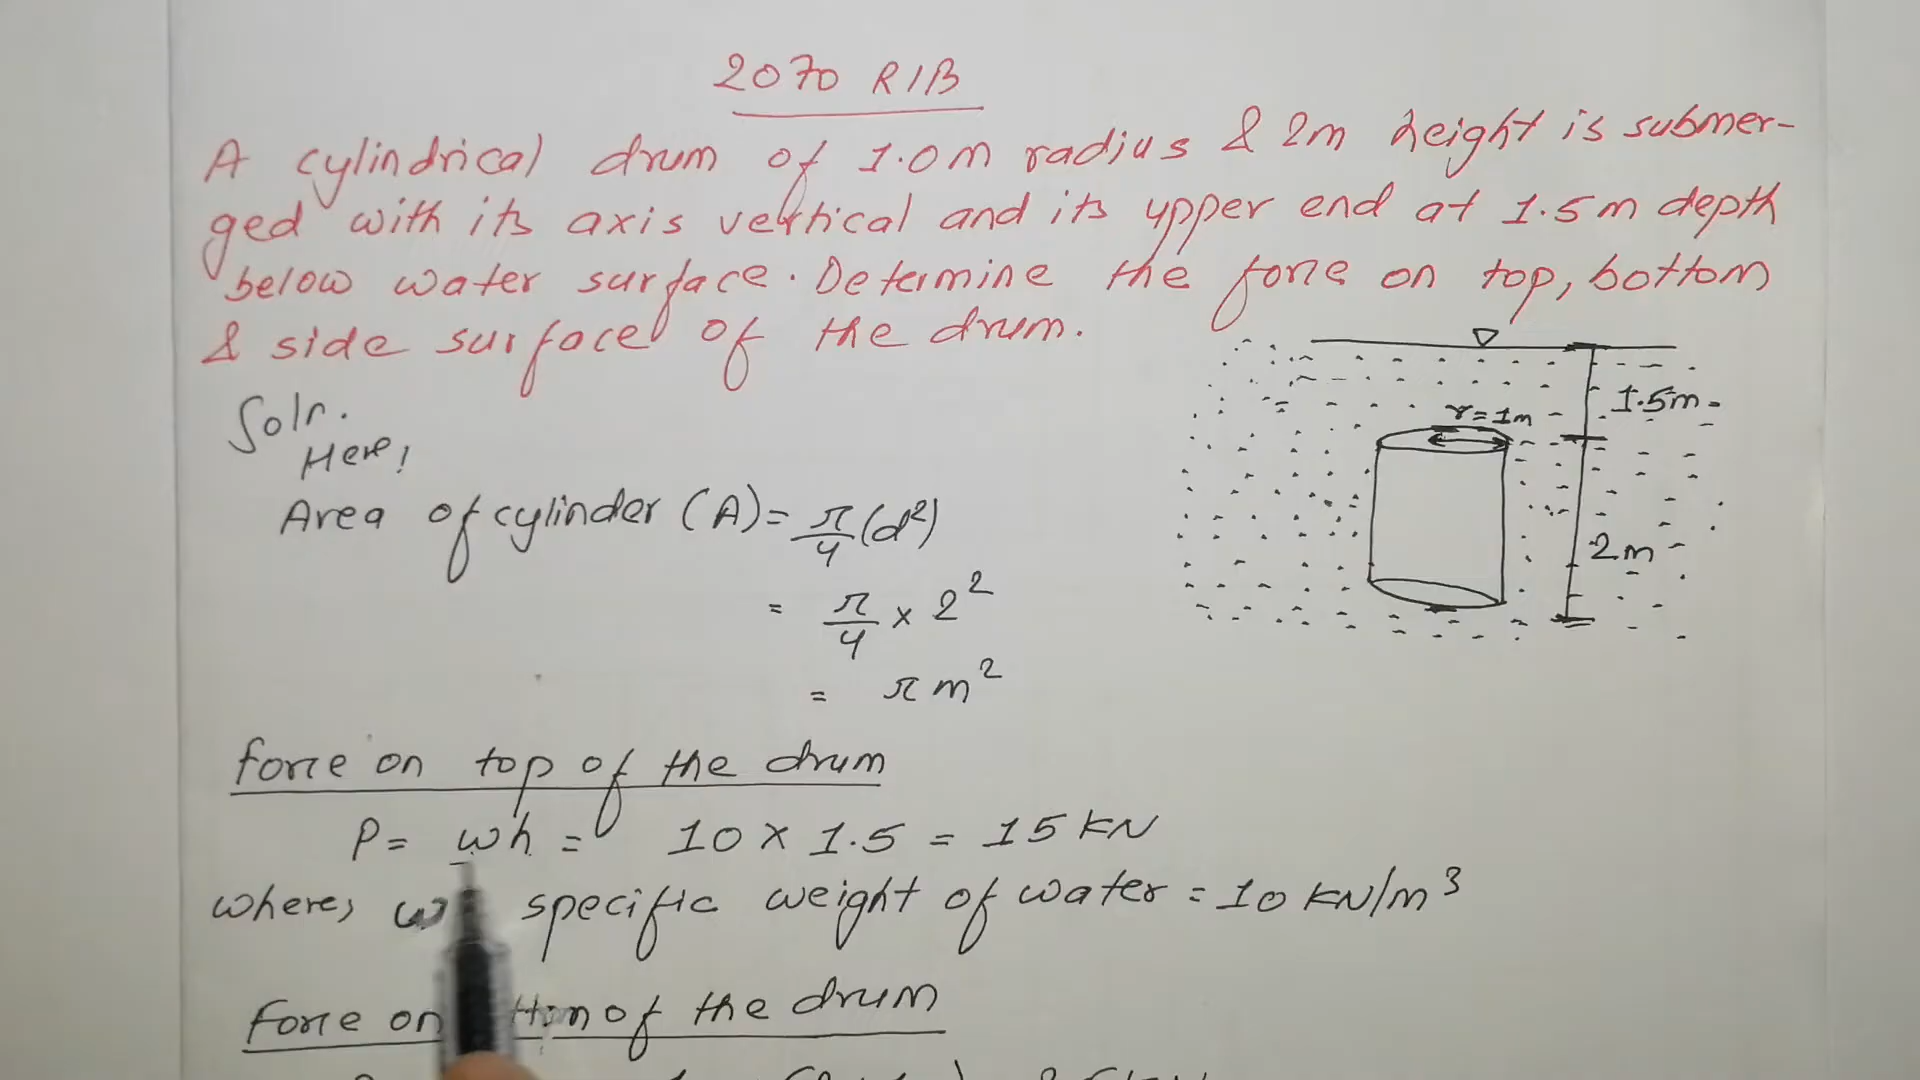 2070 R/B
A cylindrical drum of 1.0m radius & 2m height is submer-
ged with its axis vertical and its upper end at 1.5m depth
below water surface. Determine the force on top, bottom
& side surface of the drum.
Soln.
Here,
Area of cylinder (A) = π/4 (d²)
= π/4 × 2²
= π m²
r = 1m
1.5m
2m
force on top of the drum
P = wh = 10 × 1.5 = 15 KN
where, w specific weight of water = 10 KN/m³
force on of the drum